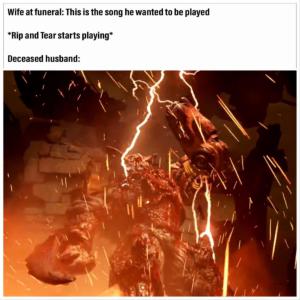 Wife at funeral: This is the song he wanted to be played
*Rip and Tear starts playing*
Deceased husband: